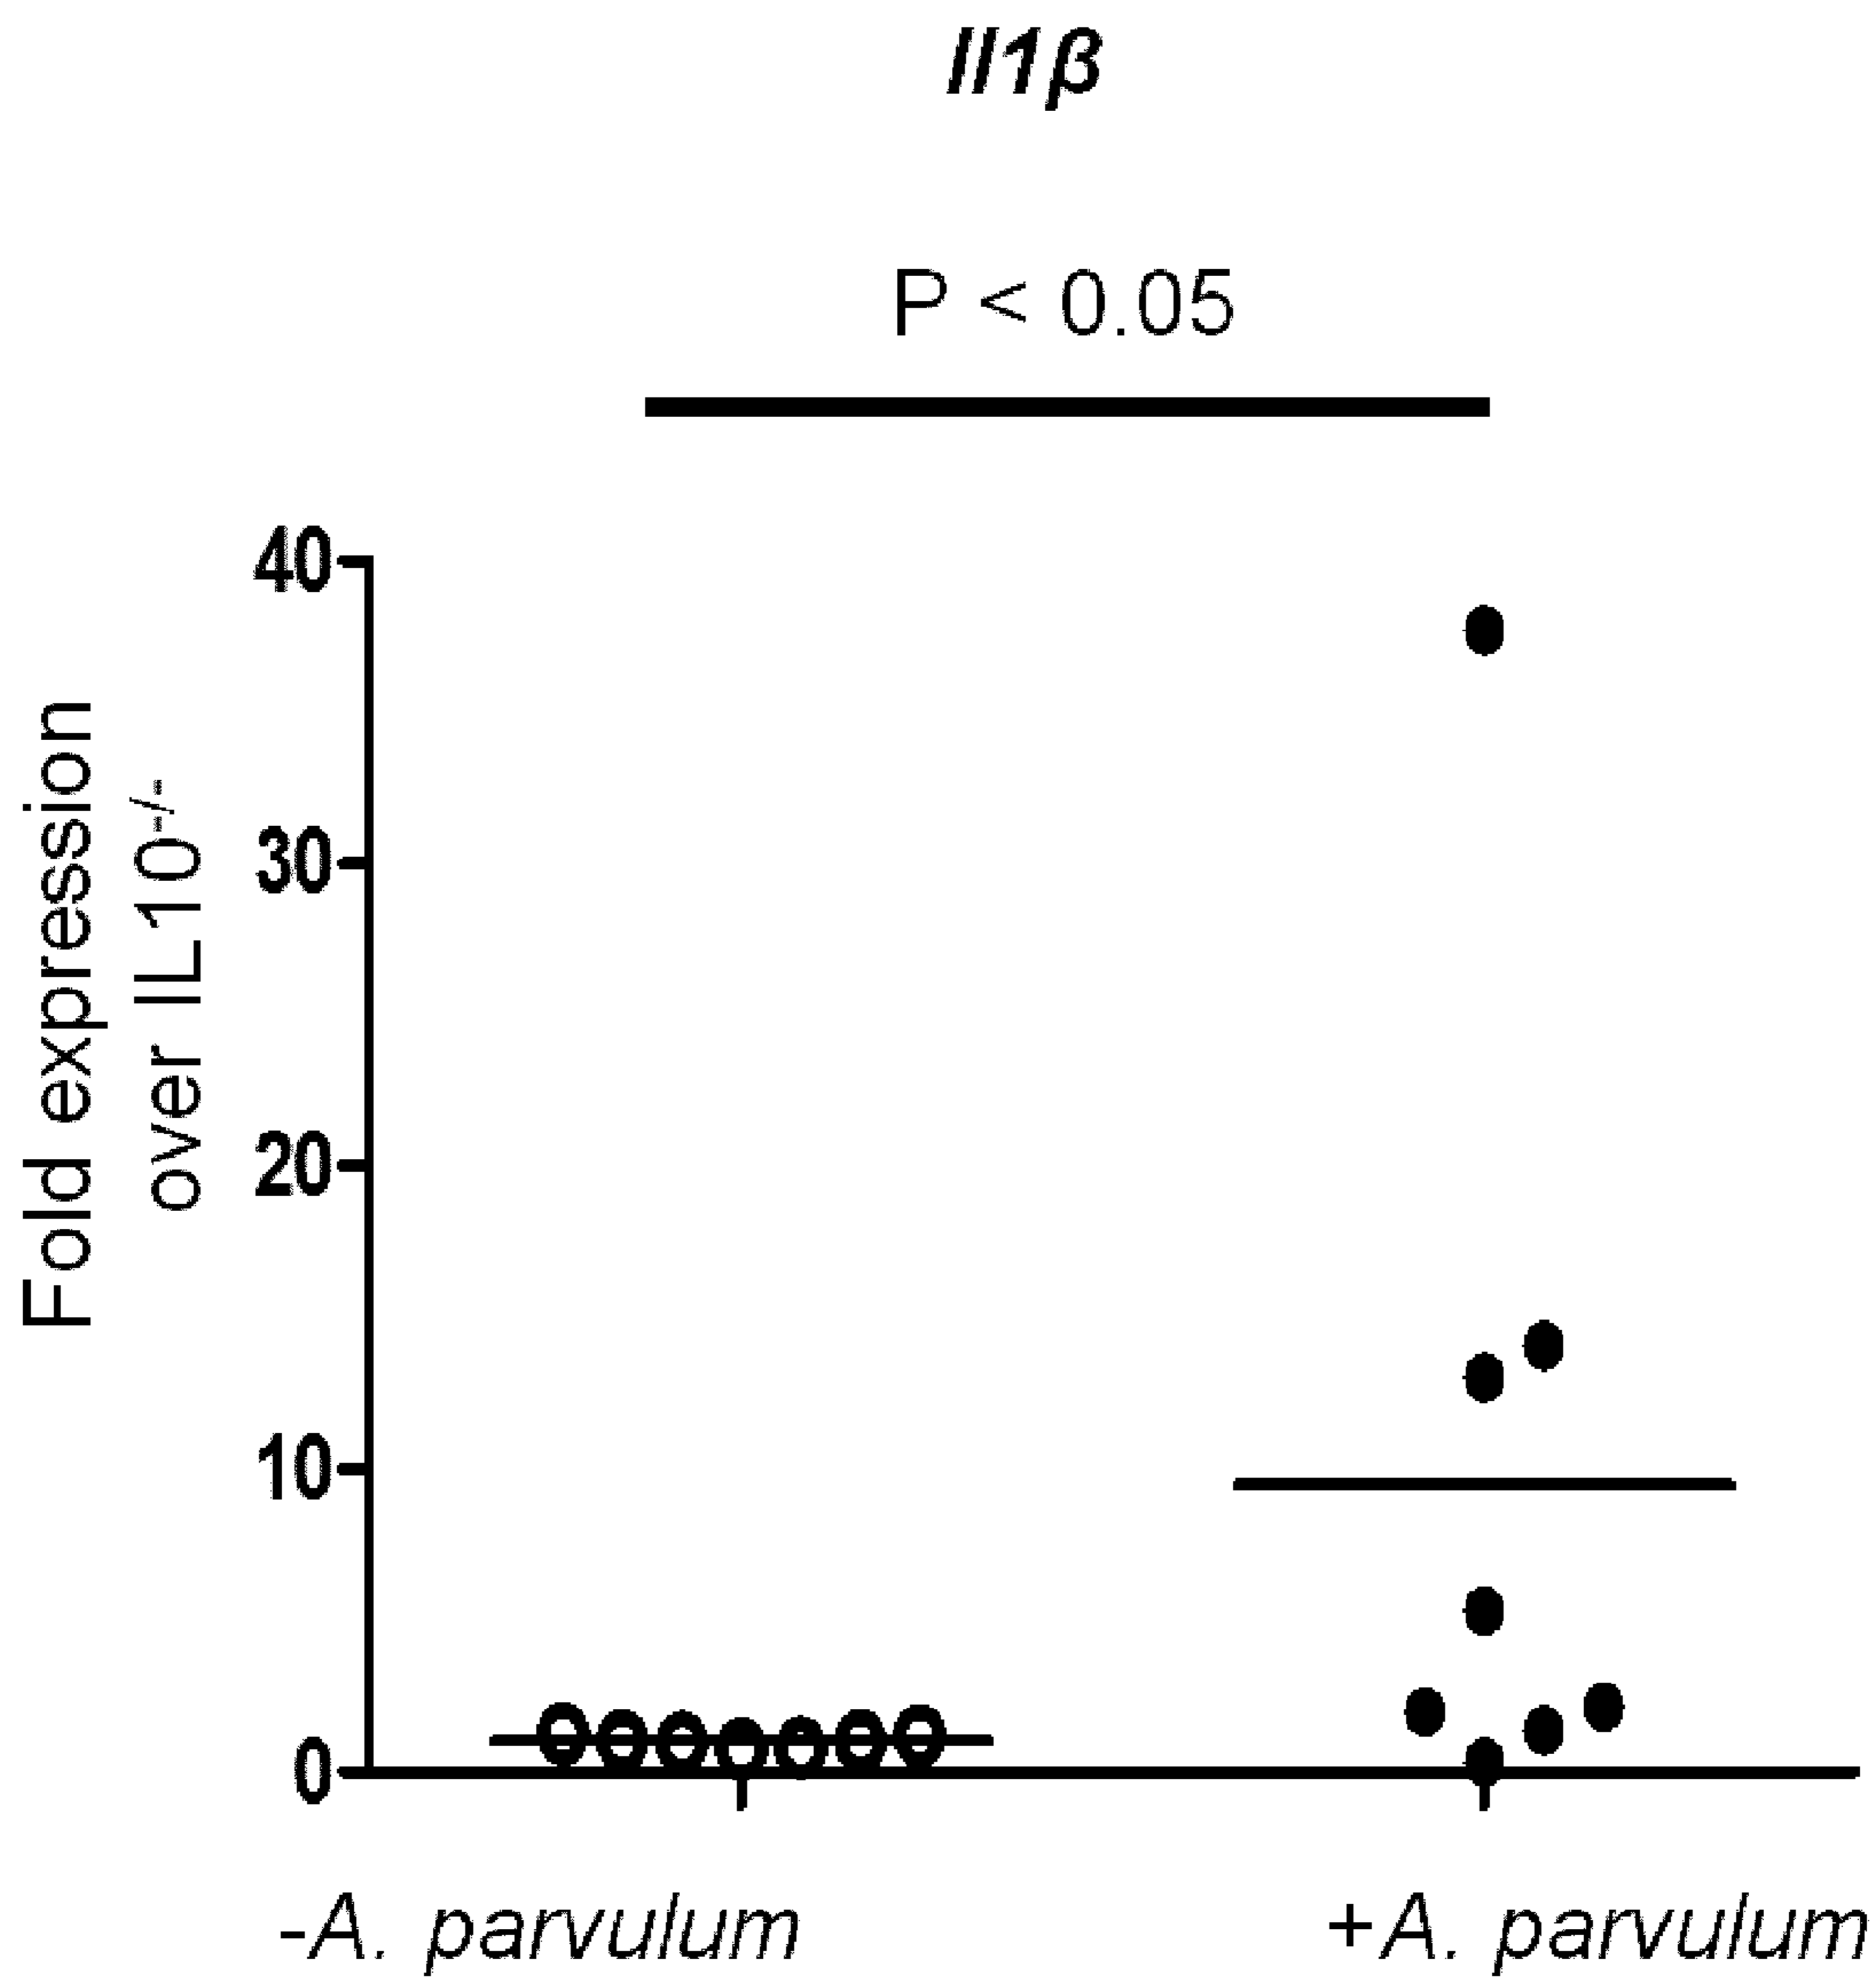 Il1β
P < 0.05
Fold expression
over IL10-/-
40
30
20
10
0
-A. parvulum
+A. parvulum